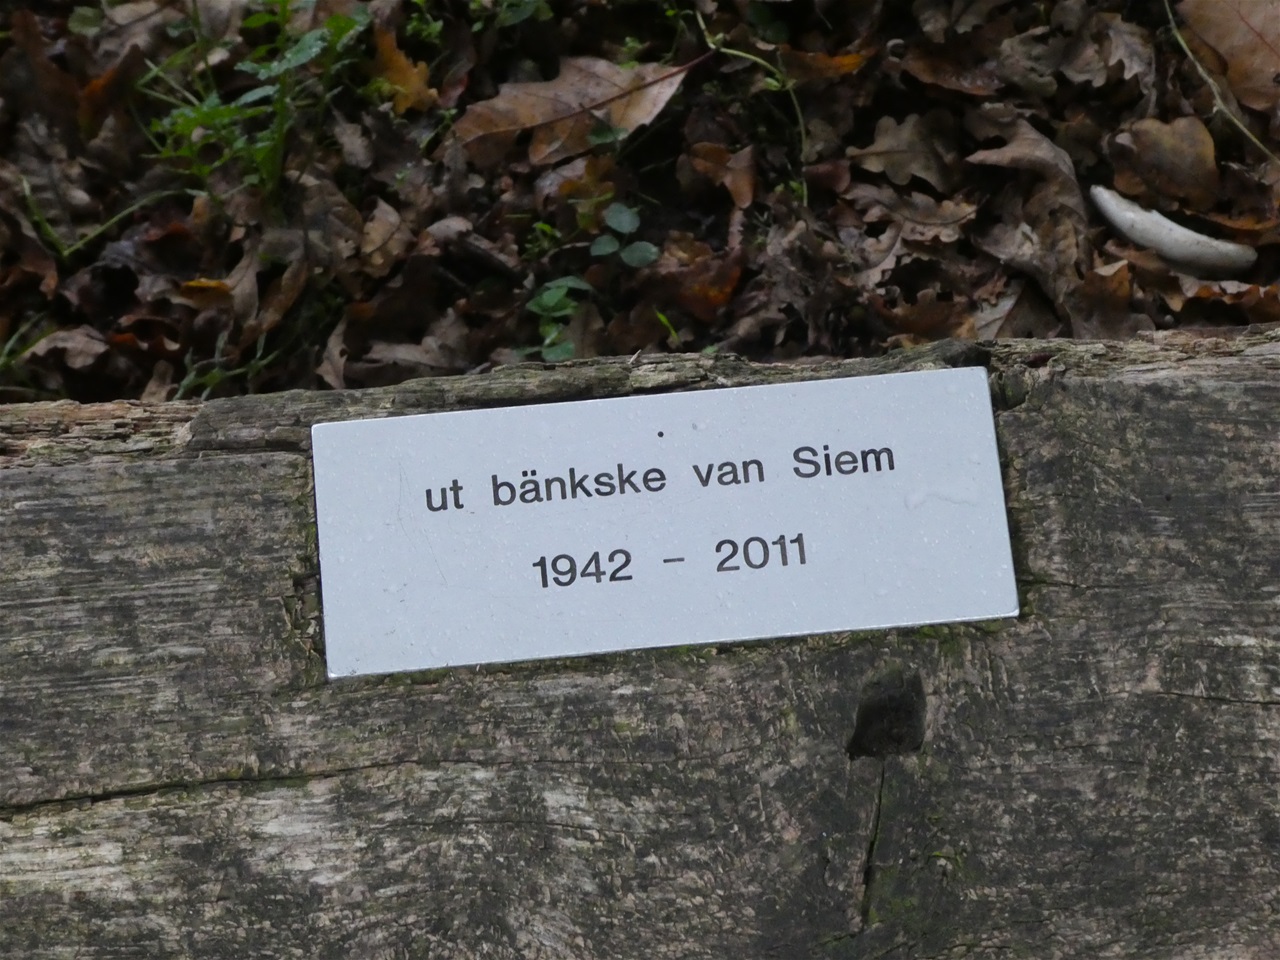 ut bänkske van Siem
1942 - 2011